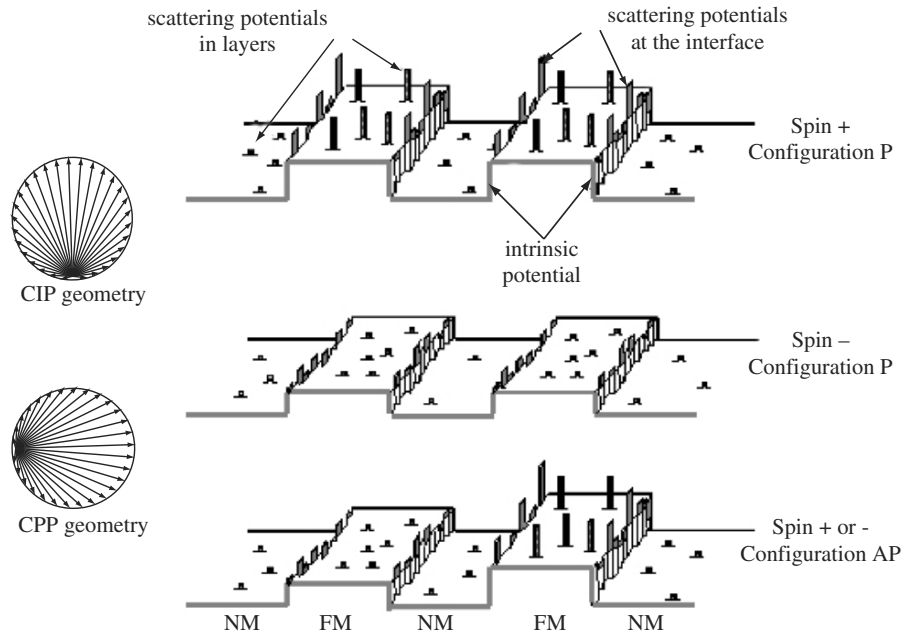 scattering potentials
in layers
scattering potentials
at the interface
Spin +
Configuration P
intrinsic
potential
CIP geometry
Spin –
Configuration P
CPP geometry
Spin + or -
Configuration AP
NM FM NM FM NM